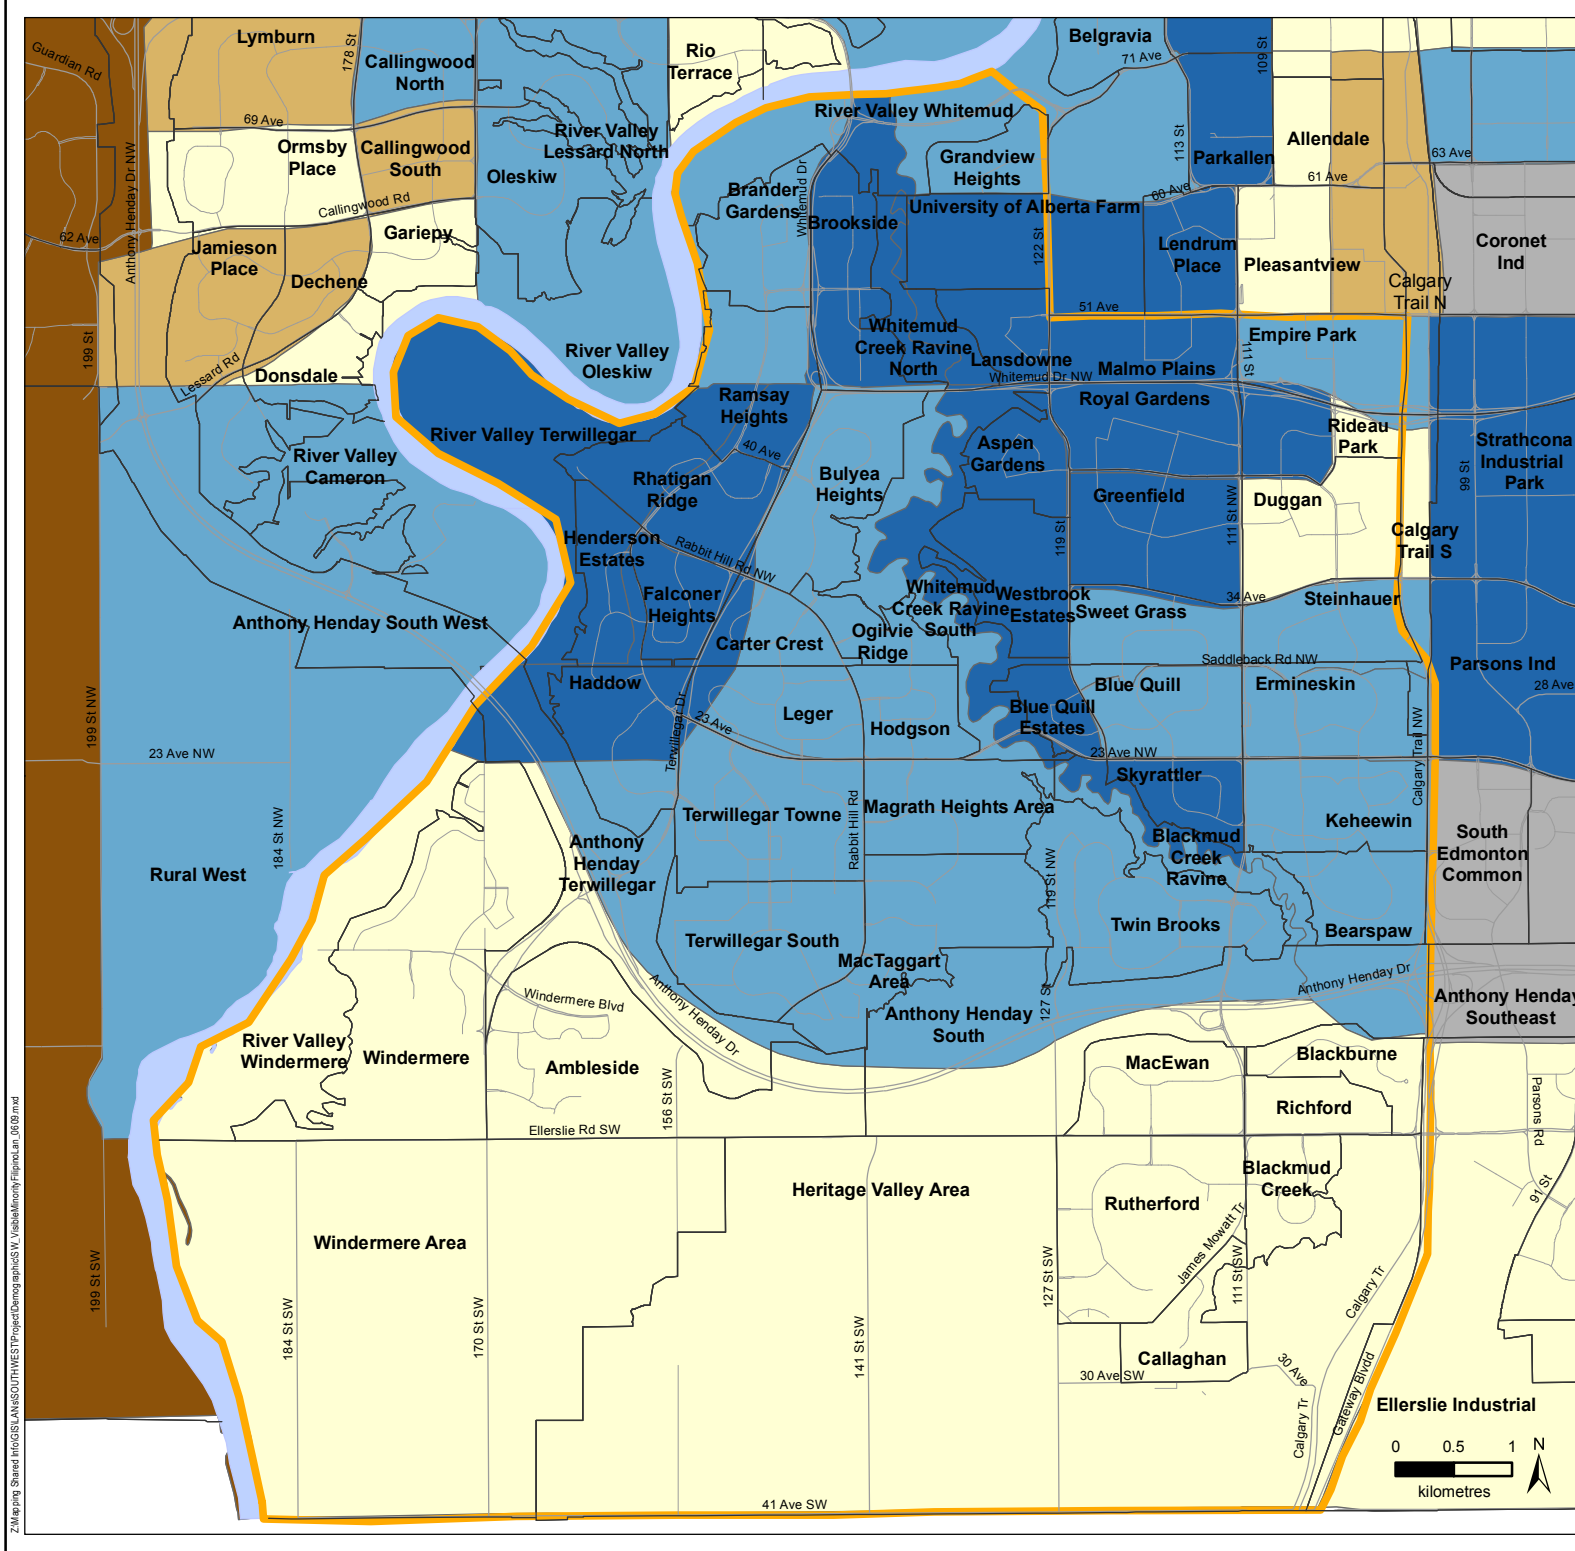 Lymburn
178 St
Callingwood
North
Guardian Rd
Rio
Terrace
Belgravia
71 Ave
109 St
69 Ave
Ormsby
Place
Callingwood
South
River Valley
Lessard North
Oleskiw
River Valley Whitemud
Grandview
Heights
113 St
Parkallen
Allendale
63 Ave
61 Ave
60 Ave
Callingwood Rd
Anthony Henday Dr NW
62 Ave
Jamieson
Place
Gariepy
Dechene
Brander
Gardens
Whitemud Dr
Brookside
University of Alberta Farm
122 St
Lendrum
Place
Pleasantview
Coronet
Ind
Calgary
Trail N
51 Ave
199 St
Lessard Rd
Donsdale
River Valley
Oleskiw
Whitemud
Creek Ravine
North
Lansdowne
Whitemud Dr NW
Malmo Plains
111 St
Empire Park
Ramsay
Heights
Royal Gardens
Rideau
Park
River Valley Terwillegar
40 Ave
River Valley
Cameron
Rhatigan
Ridge
Bulyea
Heights
Aspen
Gardens
Greenfield
111 St NW
Duggan
99 St
Strathcona
Industrial
Park
Calgary
Trail S
119 St
Henderson
Estates
Rabbit Hill Rd NW
Falconer
Heights
Whitemud
Creek Ravine
South
Westbrook
Estates
Sweet Grass
34 Ave
Steinhauer
Anthony Henday South West
Carter Crest
Ogilvie
Ridge
Saddleback Rd NW
Parsons Ind
28 Ave
Haddow
Blue Quill
Ermineskin
199 St NW
Terwillegar Dr
23 Ave
Leger
Hodgson
Blue Quill
Estates
23 Ave NW
23 Ave NW
Calgary Trail NW
Skyrattler
184 St NW
Terwillegar Towne
Rabbit Hill Rd
Magrath Heights Area
Keheewin
South
Edmonton
Common
Rural West
Anthony
Henday
Terwillegar
Blackmud
Creek
Ravine
119 St NW
Twin Brooks
Bearspaw
Terwillegar South
MacTaggart
Area
Anthony Henday Dr
Windermere Blvd
Anthony Henday Dr
127 St
Anthony Henday
South
Anthony Henday
Southeast
River Valley
Windermere
Windermere
Ambleside
156 St SW
MacEwan
Blackburne
Richford
Parsons Rd
Ellerslie Rd SW
Blackmud
Creek
91 St
Heritage Valley Area
Rutherford
James Mowatt Tr
Windermere Area
199 St SW
184 St SW
170 St SW
141 St SW
127 St SW
111 St SW
Calgary Tr
Callaghan
30 Ave SW
30 Ave
Calgary Tr
Gateway Blvdd
Ellerslie Industrial
0 0.5 1
kilometres
N
41 Ave SW
Z:\Mapping Shared Info\GIS\LANs\SOUTHWEST\Project\Demographic\SW_VisibleMinorityFilipinoLan_0609.mxd